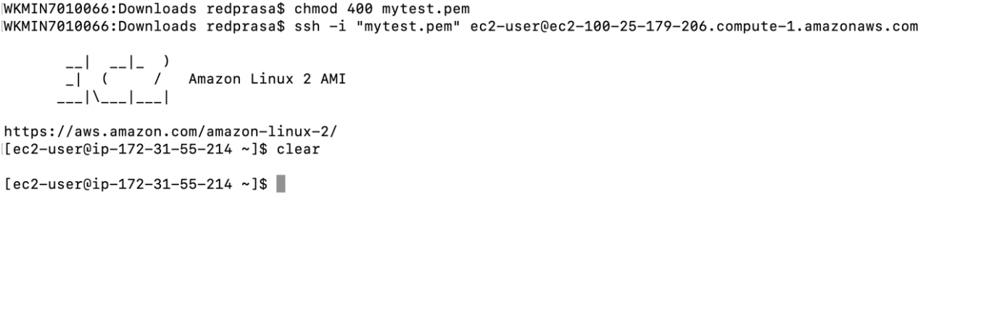 WKMIN7010066:Downloads redprasa$ chmod 400 mytest.pem
WKMIN7010066:Downloads redprasa$ ssh -i "mytest.pem" ec2-user@ec2-100-25-179-206.compute-1.amazonaws.com
       __|  __|_  )
       _|  (     /   Amazon Linux 2 AMI
      ___|\___|___|
https://aws.amazon.com/amazon-linux-2/
[ec2-user@ip-172-31-55-214 ~]$ clear
[ec2-user@ip-172-31-55-214 ~]$